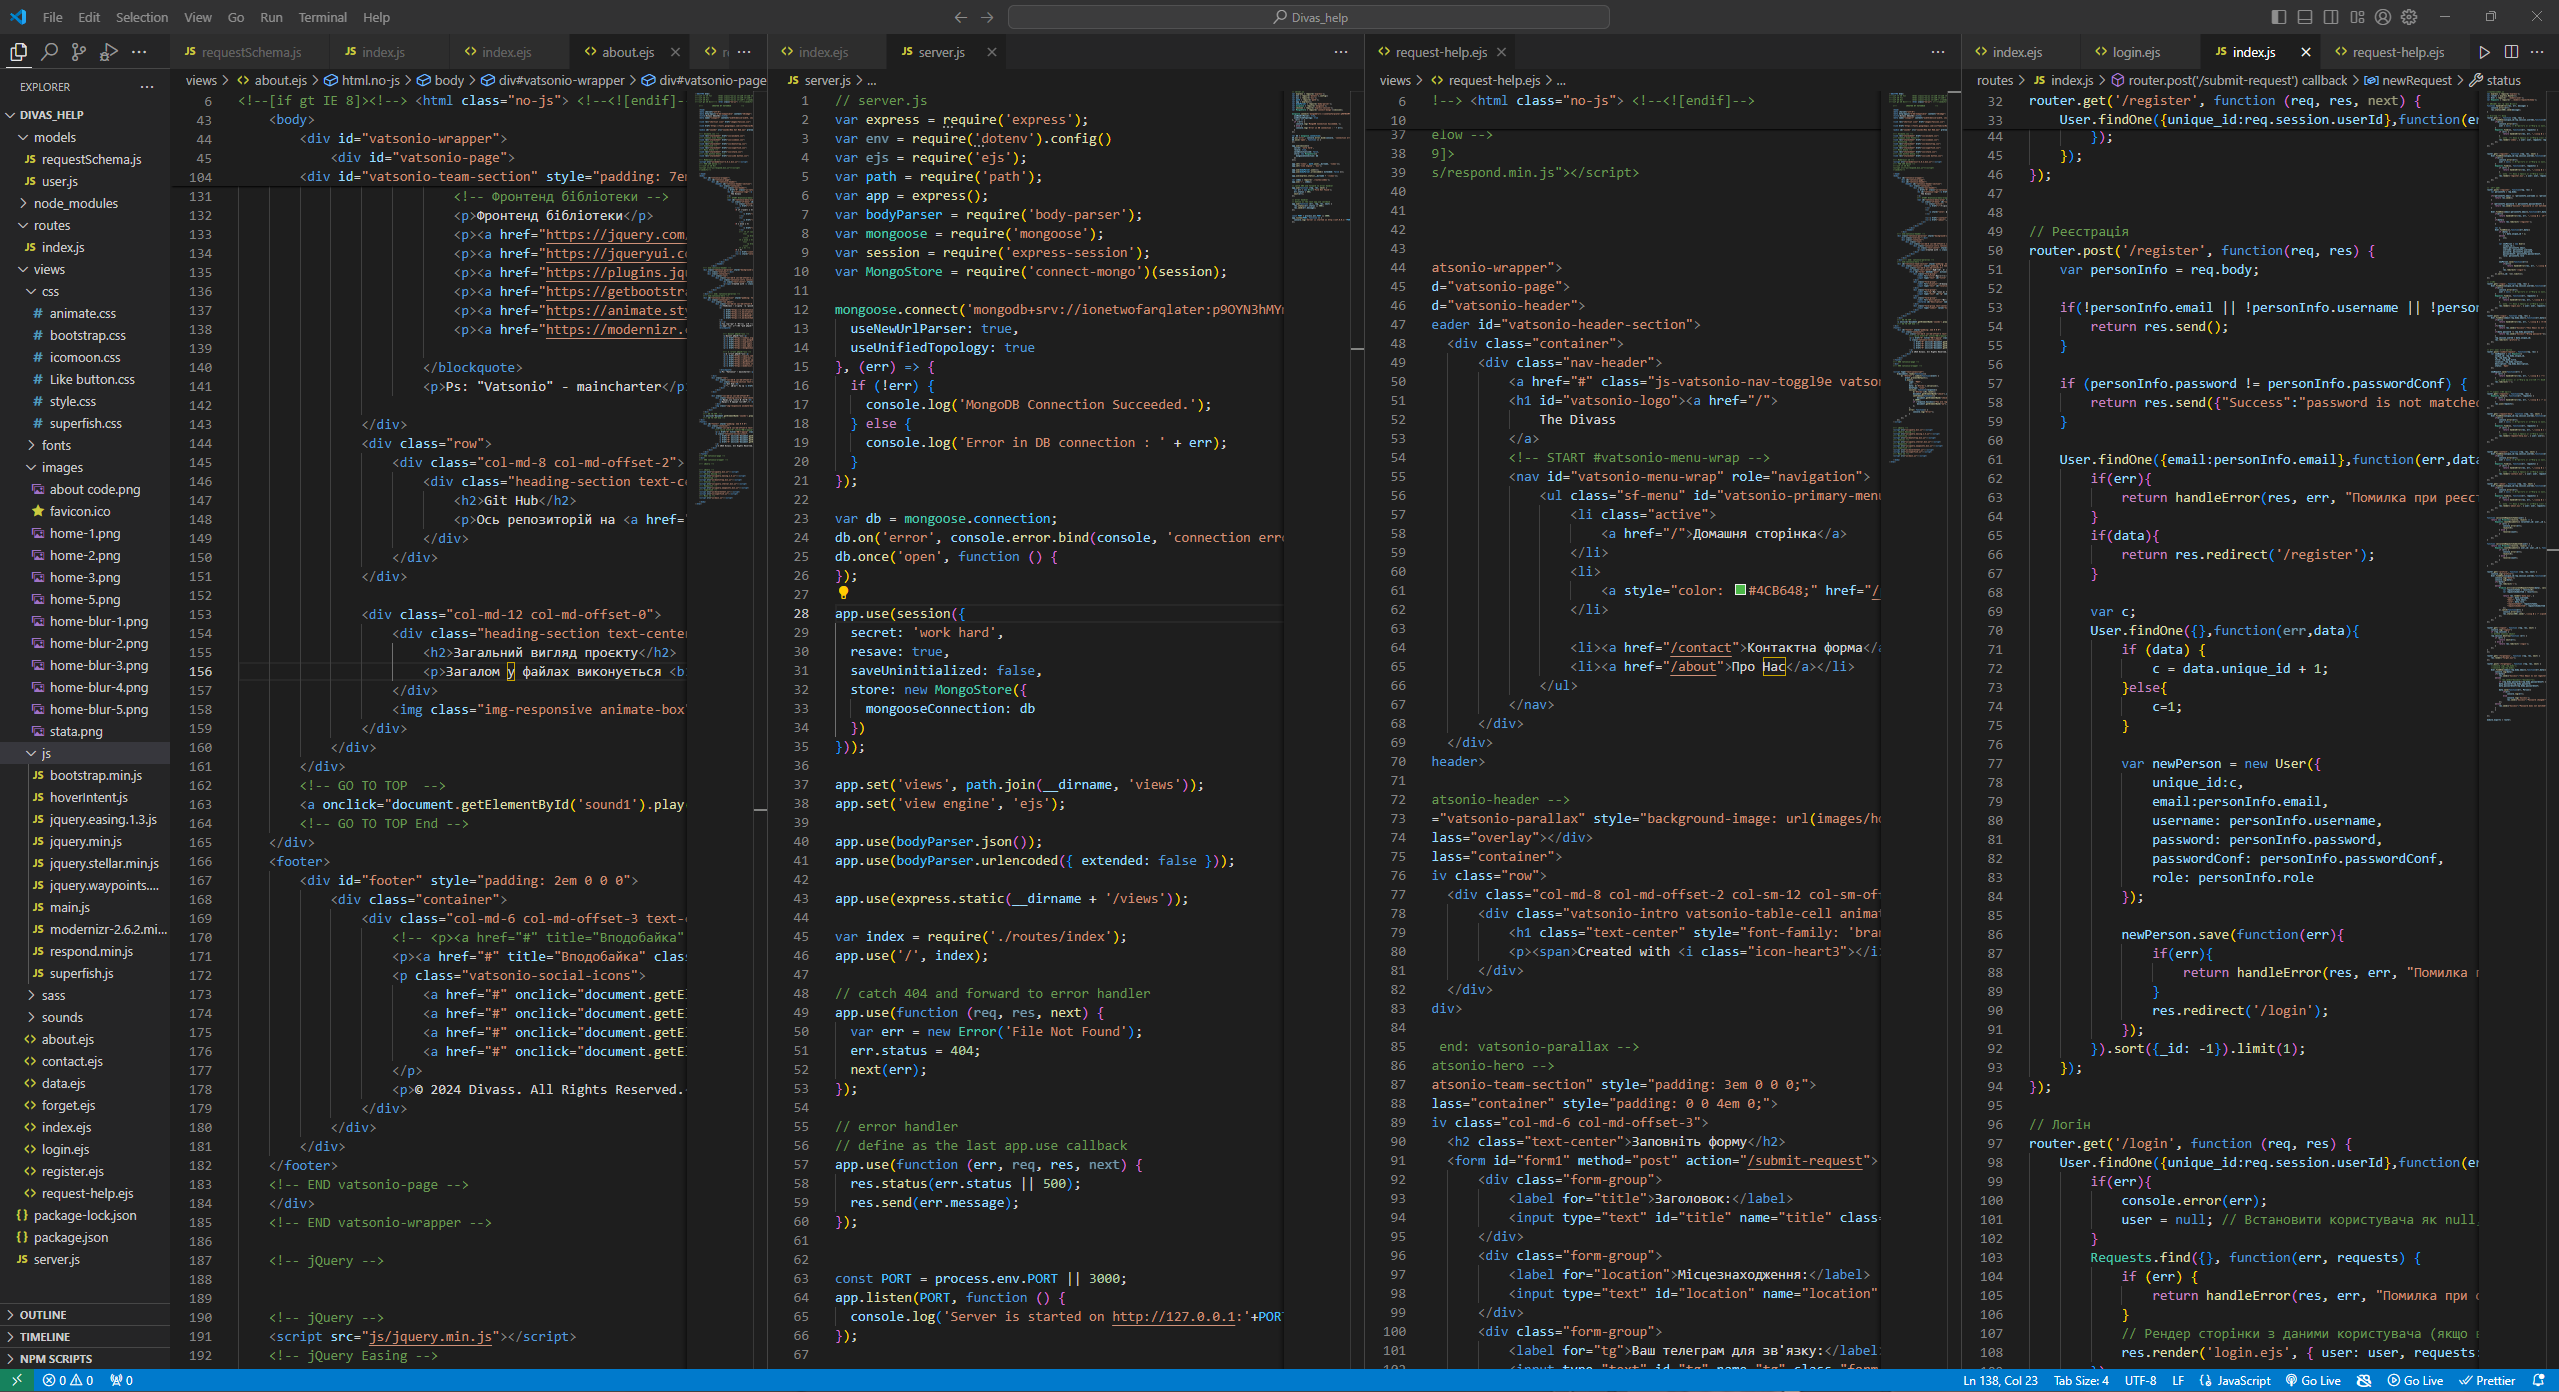 File Edit Selection View Go Run Terminal Help
Divas_help
EXPLORER
DIVAS_HELP
models
requestSchema.js
user.js
node_modules
routes
index.js
views
css
animate.css
bootstrap.css
icomoon.css
Like button.css
style.css
superfish.css
fonts
images
about code.png
favicon.ico
home-1.png
home-2.png
home-3.png
home-5.png
home-blur-1.png
home-blur-2.png
home-blur-3.png
home-blur-4.png
home-blur-5.png
stata.png
js
bootstrap.min.js
hoverIntent.js
jquery.easing.1.3.js
jquery.min.js
jquery.stellar.min.js
jquery.waypoints....
main.js
modernizr-2.6.2.mi...
respond.min.js
superfish.js
sass
sounds
about.ejs
contact.ejs
data.ejs
forget.ejs
index.ejs
login.ejs
register.ejs
request-help.ejs
package-lock.json
package.json
server.js
OUTLINE
TIMELINE
NPM SCRIPTS
requestSchema.js index.js index.ejs about.ejs
views > about.ejs > html.no-js > body > div#vatsonio-wrapper > div#vatsonio-page
6 <!--[if gt IE 8]><!--> <html class="no-js"> <!--<![endif]-
43 <body>
44 <div id="vatsonio-wrapper">
45 <div id="vatsonio-page">
104 <div id="vatsonio-team-section" style="padding: 7e
131 <!-- Фронтенд бібліотеки -->
132 <p>Фронтенд бібліотеки</p>
133 <p><a href="https://jquery.com
134 <p><a href="https://jqueryui.c
135 <p><a href="https://plugins.jq
136 <p><a href="https://getbootstr
137 <p><a href="https://animate.st
138 <p><a href="https://modernizr.
139
140 </blockquote>
141 <p>Ps: "Vatsonio" - maincharter</p
142
143 </div>
144 <div class="row">
145 <div class="col-md-8 col-md-offset-2">
146 <div class="heading-section text-c
147 <h2>Git Hub</h2>
148 <p>Ось репозиторій на <a href=
149 </div>
150 </div>
151 </div>
152
153 <div class="col-md-12 col-md-offset-0">
154 <div class="heading-section text-center
155 <h2>Загальний вигляд проєкту</h2>
156 <p>Загалом у файлах виконується <b
157 </div>
158 <img class="img-responsive animate-box
159 </div>
160 </div>
161 </div>
162 <!-- GO TO TOP -->
163 <a onclick="document.getElementById('sound1').play
164 <!-- GO TO TOP End -->
165 </div>
166 <footer>
167 <div id="footer" style="padding: 2em 0 0 0">
168 <div class="container">
169 <div class="col-md-6 col-md-offset-3 text-
170 <!-- <p><a href="#" title="Вподобайка"
171 <p><a href="#" title="Вподобайка" clas
172 <p class="vatsonio-social-icons">
173 <a href="#" onclick="document.getE
174 <a href="#" onclick="document.getE
175 <a href="#" onclick="document.getE
176 <a href="#" onclick="document.getE
177 </p>
178 <p>© 2024 Divass. All Rights Reserved.
179 </div>
180 </div>
181 </div>
182 </footer>
183 <!-- END vatsonio-page -->
184 </div>
185 <!-- END vatsonio-wrapper -->
186
187 <!-- jQuery -->
188
189
190 <!-- jQuery -->
191 <script src="js/jquery.min.js"></script>
192 <!-- jQuery Easing -->
index.ejs server.js
server.js > ...
1 // server.js
2 var express = require('express');
3 var env = require('dotenv').config()
4 var ejs = require('ejs');
5 var path = require('path');
6 var app = express();
7 var bodyParser = require('body-parser');
8 var mongoose = require('mongoose');
9 var session = require('express-session');
10 var MongoStore = require('connect-mongo')(session);
11
12 mongoose.connect('mongodb+srv://ionetwofarqlater:
13 useNewUrlParser: true,
14 useUnifiedTopology: true
15 }, (err) => {
16 if (!err) {
17 console.log('MongoDB Connection Succeeded.');
18 } else {
19 console.log('Error in DB connection : ' + err);
20 }
21 });
22
23 var db = mongoose.connection;
24 db.on('error', console.error.bind(console, 'connection err
25 db.once('open', function () {
26 });
27
28 app.use(session({
29 secret: 'work hard',
30 resave: true,
31 saveUninitialized: false,
32 store: new MongoStore({
33 mongooseConnection: db
34 })
35 }));
36
37 app.set('views', path.join(__dirname, 'views'));
38 app.set('view engine', 'ejs');
39
40 app.use(bodyParser.json());
41 app.use(bodyParser.urlencoded({ extended: false }));
42
43 app.use(express.static(__dirname + '/views'));
44
45 var index = require('./routes/index');
46 app.use('/', index);
47
48 // catch 404 and forward to error handler
49 app.use(function (req, res, next) {
50 var err = new Error('File Not Found');
51 err.status = 404;
52 next(err);
53 });
54
55 // error handler
56 // define as the last app.use callback
57 app.use(function (err, req, res, next) {
58 res.status(err.status || 500);
59 res.send(err.message);
60 });
61
62
63 const PORT = process.env.PORT || 3000;
64 app.listen(PORT, function () {
65 console.log('Server is started on http://127.0.0.1:'+POR
66 });
67
request-help.ejs
views > request-help.ejs > ...
6 !--> <html class="no-js"> <!--<![endif]-->
10
37 elow -->
38 9]>
39 s/respond.min.js"></script>
40
41
42
43
44 atsonio-wrapper">
45 d="vatsonio-page">
46 d="vatsonio-header">
47 eader id="vatsonio-header-section">
48 <div class="container">
49 <div class="nav-header">
50 <a href="#" class="js-vatsonio-nav-toggl9e vatso
51 <h1 id="vatsonio-logo"><a href="/">
52 The Divass
53 </a>
54 <!-- START #vatsonio-menu-wrap -->
55 <nav id="vatsonio-menu-wrap" role="navigation">
56 <ul class="sf-menu" id="vatsonio-primary-menu
57 <li class="active">
58 <a href="/">Домашня сторінка</a>
59 </li>
60 <li>
61 <a style="color: #4CB648;" href="/
62 </li>
63
64 <li><a href="/contact">Контактна форма</a
65 <li><a href="/about">Про Нас</a></li>
66 </ul>
67 </nav>
68 </div>
69 </div>
70 header>
71
72 atsonio-header -->
73 ="vatsonio-parallax" style="background-image: url(images/h
74 lass="overlay"></div>
75 lass="container">
76 iv class="row">
77 <div class="col-md-8 col-md-offset-2 col-sm-12 col-sm-of
78 <div class="vatsonio-intro vatsonio-table-cell anima
79 <h1 class="text-center" style="font-family: 'bra
80 <p><span>Created with <i class="icon-heart3"></i
81 </div>
82 </div>
83 div>
84
85 end: vatsonio-parallax -->
86 atsonio-hero -->
87 atsonio-team-section" style="padding: 3em 0 0 0;">
88 lass="container" style="padding: 0 0 4em 0;">
89 iv class="col-md-6 col-md-offset-3">
90 <h2 class="text-center">Заповніть форму</h2>
91 <form id="form1" method="post" action="/submit-request">
92 <div class="form-group">
93 <label for="title">Заголовок:</label>
94 <input type="text" id="title" name="title" class=
95 </div>
96 <div class="form-group">
97 <label for="location">Місцезнаходження:</label>
98 <input type="text" id="location" name="location"
99 </div>
100 <div class="form-group">
101 <label for="tg">Ваш телеграм для зв'язку:</label
index.ejs login.ejs index.js request-help.ejs
routes > index.js > router.post('/submit-request') callback > newRequest > status
32 router.get('/register', function (req, res, next) {
33 User.findOne({unique_id:req.session.userId},function(e
44 });
45 });
46 });
47
48
49 // Реєстрація
50 router.post('/register', function(req, res) {
51 var personInfo = req.body;
52
53 if(!personInfo.email || !personInfo.username || !perso
54 return res.send();
55 }
56
57 if (personInfo.password != personInfo.passwordConf) {
58 return res.send({"Success":"password is not matche
59 }
60
61 User.findOne({email:personInfo.email},function(err,dat
62 if(err){
63 return handleError(res, err, "Помилка при реєс
64 }
65 if(data){
66 return res.redirect('/register');
67 }
68
69 var c;
70 User.findOne({},function(err,data){
71 if (data) {
72 c = data.unique_id + 1;
73 }else{
74 c=1;
75 }
76
77 var newPerson = new User({
78 unique_id:c,
79 email:personInfo.email,
80 username: personInfo.username,
81 password: personInfo.password,
82 passwordConf: personInfo.passwordConf,
83 role: personInfo.role
84 });
85
86 newPerson.save(function(err){
87 if(err){
88 return handleError(res, err, "Помилка
89 }
90 res.redirect('/login');
91 });
92 }).sort({_id: -1}).limit(1);
93 });
94 });
95
96 // Логін
97 router.get('/login', function (req, res) {
98 User.findOne({unique_id:req.session.userId},function(e
99 if(err){
100 console.error(err);
101 user = null; // Встановити користувача як null
102 }
103 Requests.find({}, function(err, requests) {
104 if (err) {
105 return handleError(res, err, "Помилка при
106 }
107 // Рендер сторінки з даними користувача (якщо
108 res.render('login.ejs', { user: user, requests:
0 0 0 Ln 138, Col 23 Tab Size: 4 UTF-8 LF JavaScript Go Live Go Live Prettier